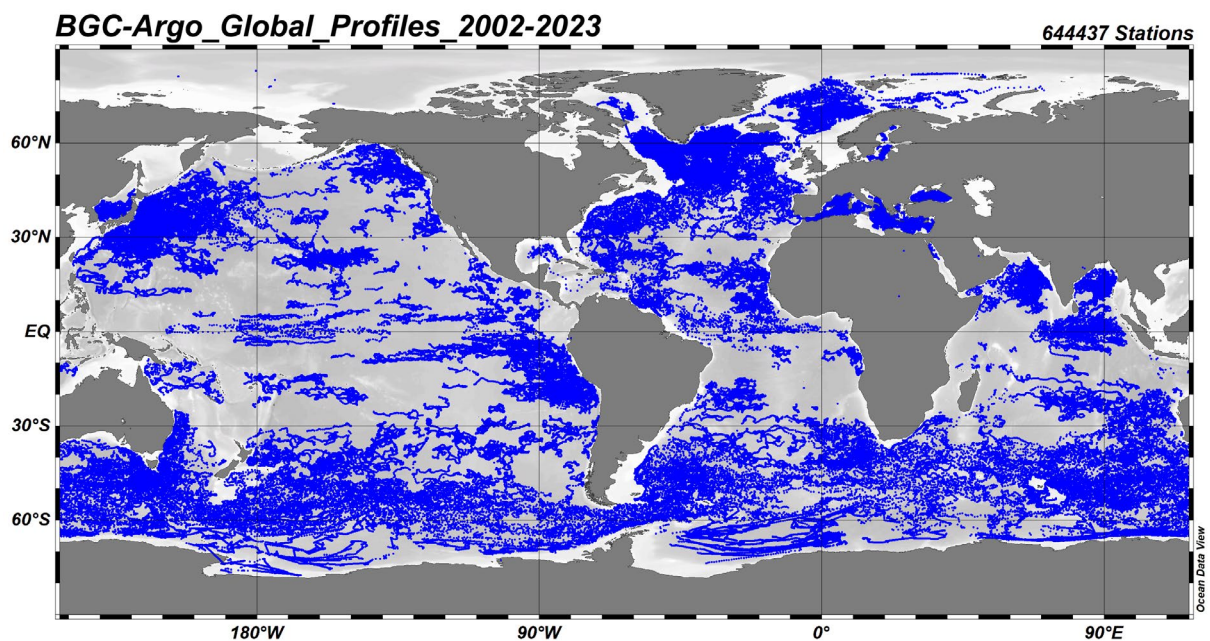 BGC-Argo_Global_Profiles_2002-2023
644437 Stations
60°N
30°N
EQ
30°S
60°S
180°W
90°W
0°
90°E
Ocean Data View